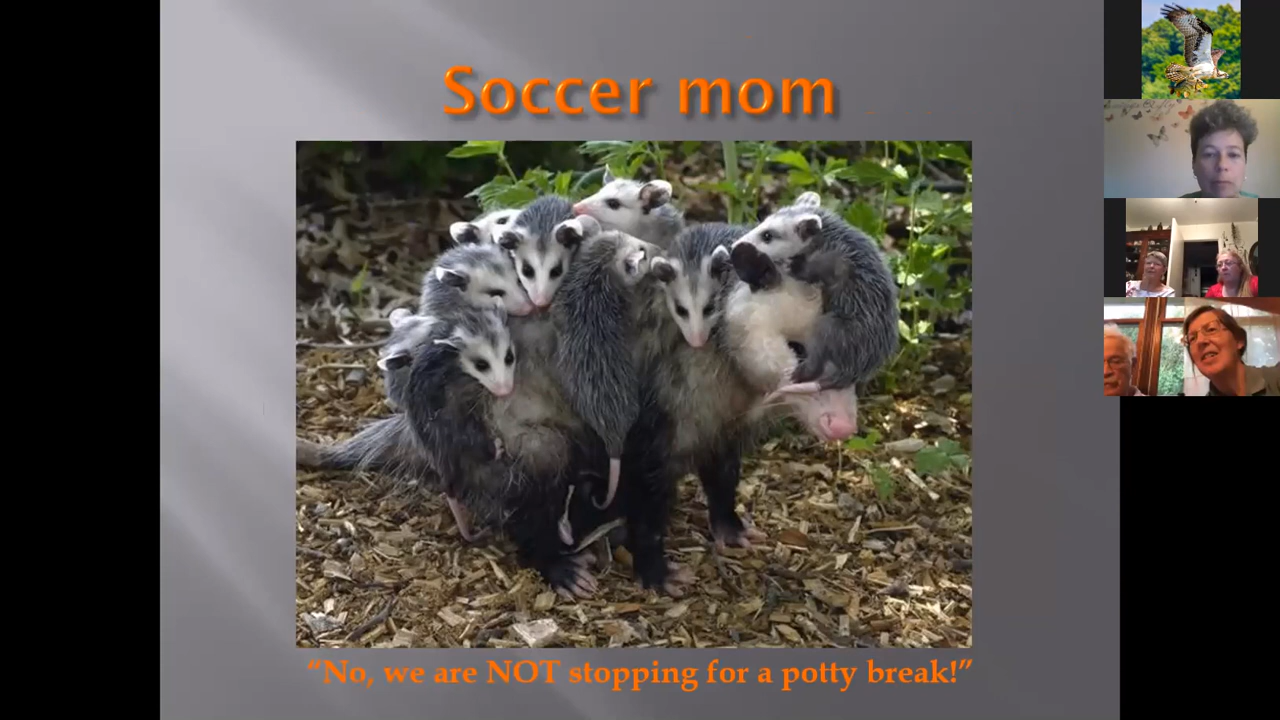 Soccer mom
“No, we are NOT stopping for a potty break!”